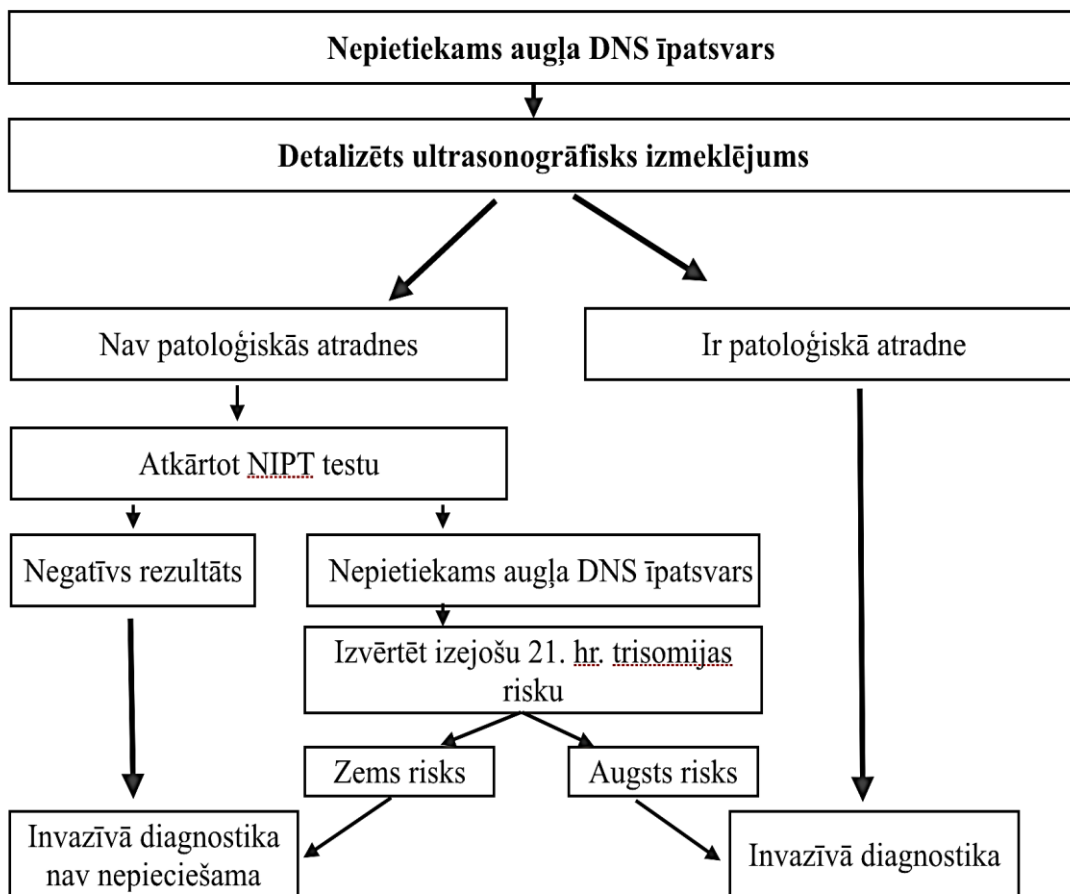 Nepietiekams augļa DNS īpatsvars
Detalizēts ultrasonogrāfisks izmeklējums
Nav patoloģiskās atradnes
Ir patoloģiskā atradne
Atkārtot NIPT testu
Negatīvs rezultāts
Nepietiekams augļa DNS īpatsvars
Izvērtēt izejošu 21. hr. trisomijas
risku
Zems risks
Augsts risks
Invazīvā diagnostika
nav nepieciešama
Invazīvā diagnostika